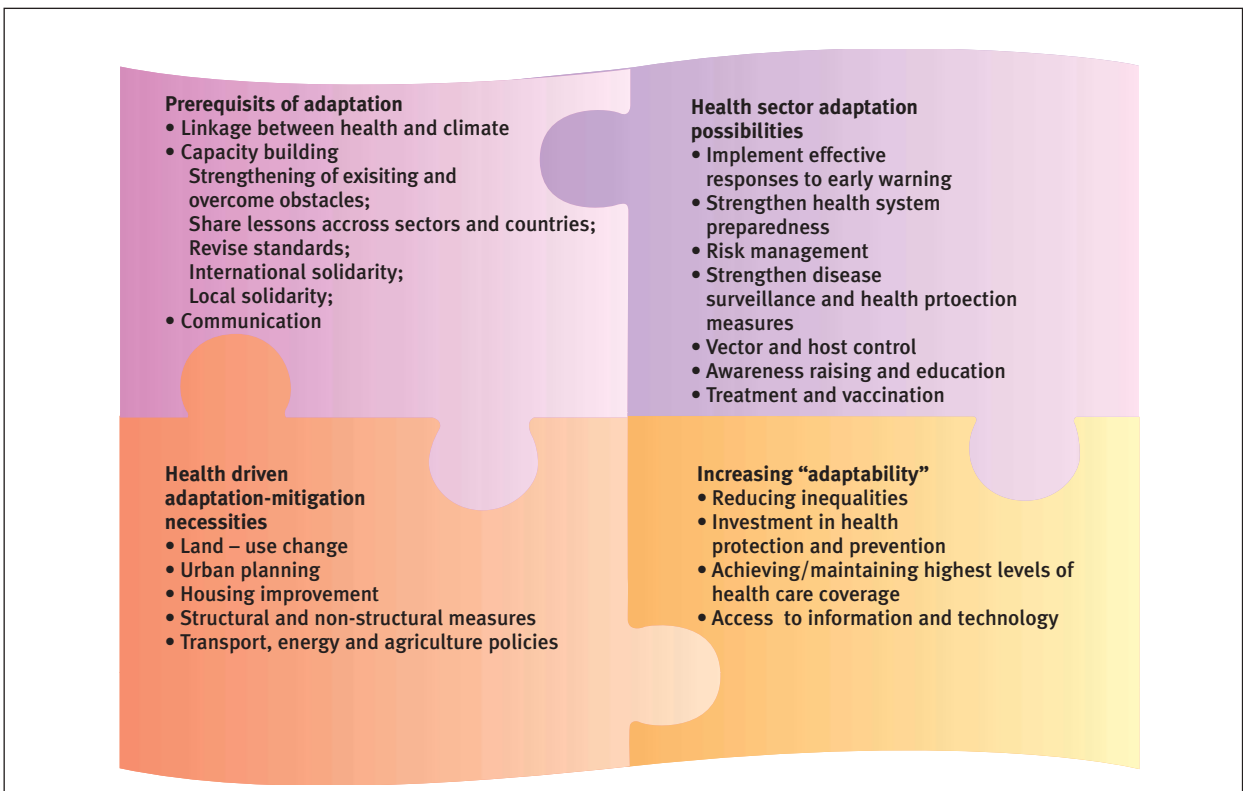 Prerequisits of adaptation
• Linkage between health and climate
• Capacity building
Strengthening of exisiting and
overcome obstacles;
Share lessons accross sectors and countries;
Revise standards;
International solidarity;
Local solidarity;
• Communication
Health sector adaptation
possibilities
• Implement effective
responses to early warning
• Strengthen health system
preparedness
• Risk management
• Strengthen disease
surveillance and health prtoection
measures
• Vector and host control
• Awareness raising and education
• Treatment and vaccination
Health driven
adaptation-mitigation
necessities
• Land – use change
• Urban planning
• Housing improvement
• Structural and non-structural measures
• Transport, energy and agriculture policies
Increasing “adaptability”
• Reducing inequalities
• Investment in health
protection and prevention
• Achieving/maintaining highest levels of
health care coverage
• Access to information and technology